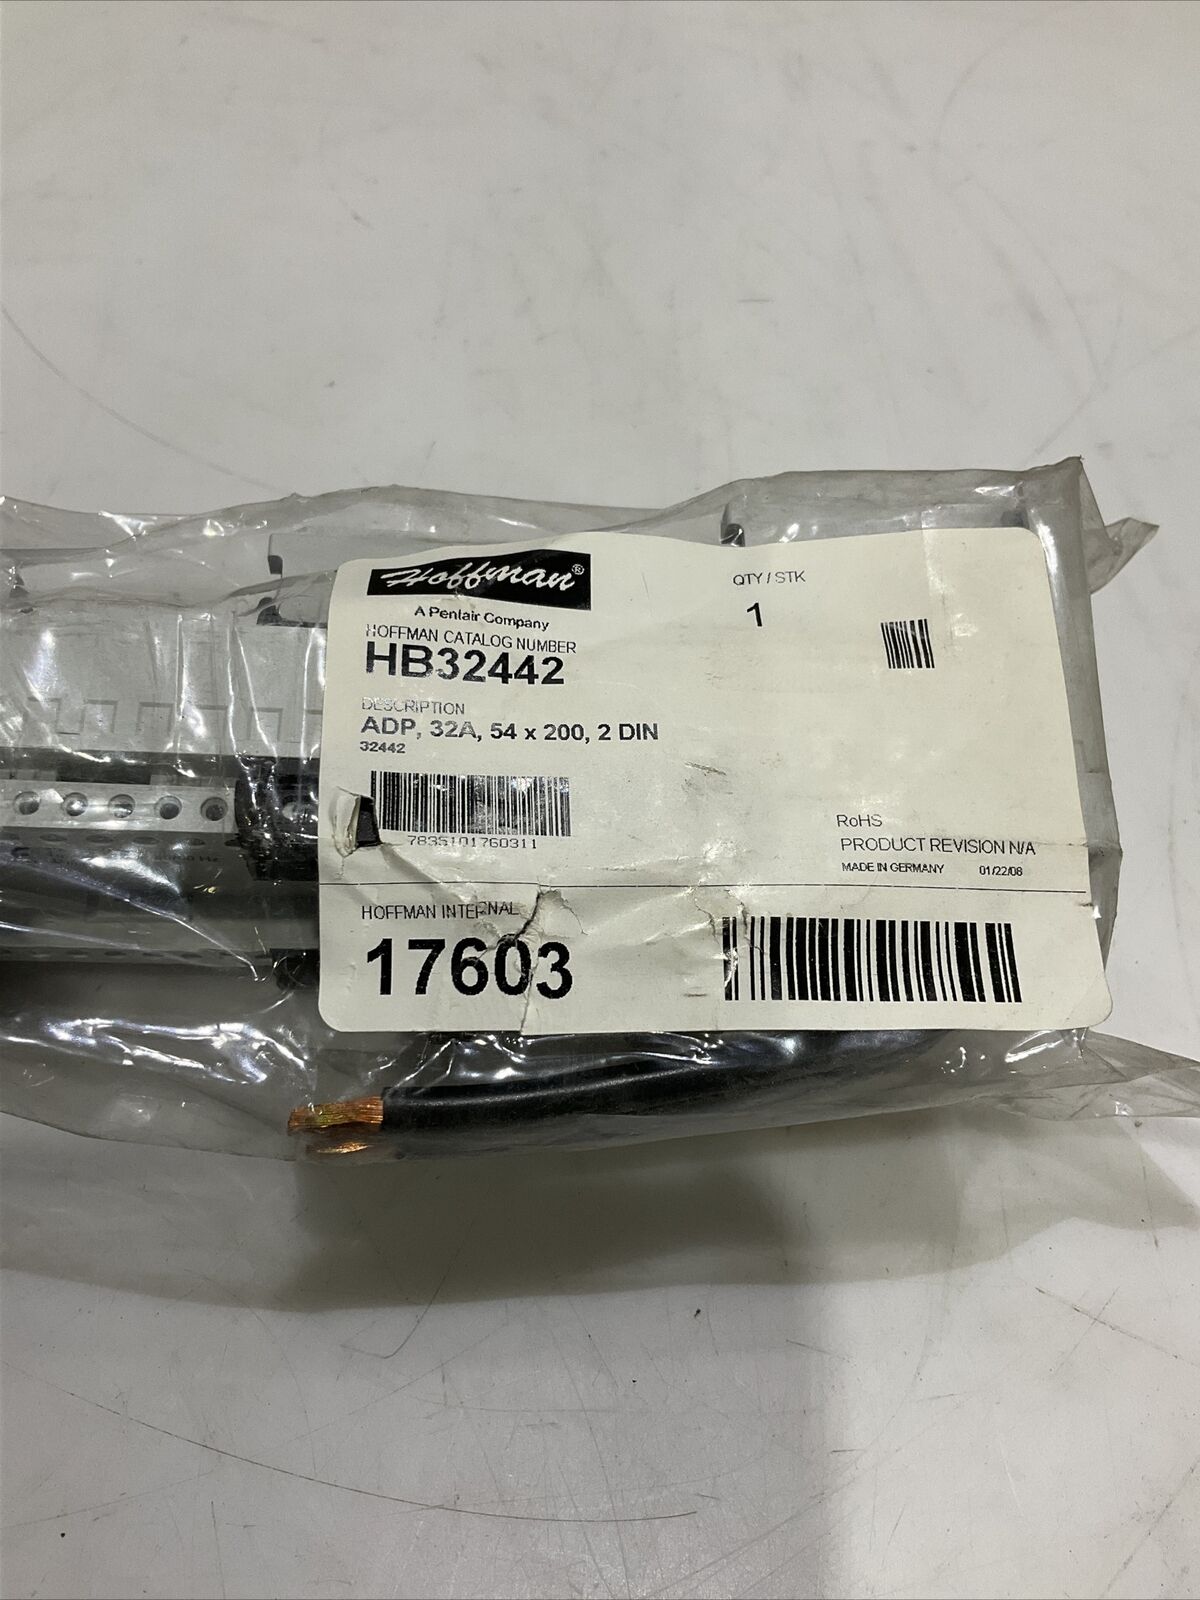 Hoffman®
A Pentair Company
HOFFMAN CATALOG NUMBER
HB32442
DESCRIPTION
ADP, 32A, 54 x 200, 2 DIN
32442
7835101760311
QTY / STK
1
RoHS
PRODUCT REVISION N/A
MADE IN GERMANY 01/22/08
HOFFMAN INTERNAL
17603